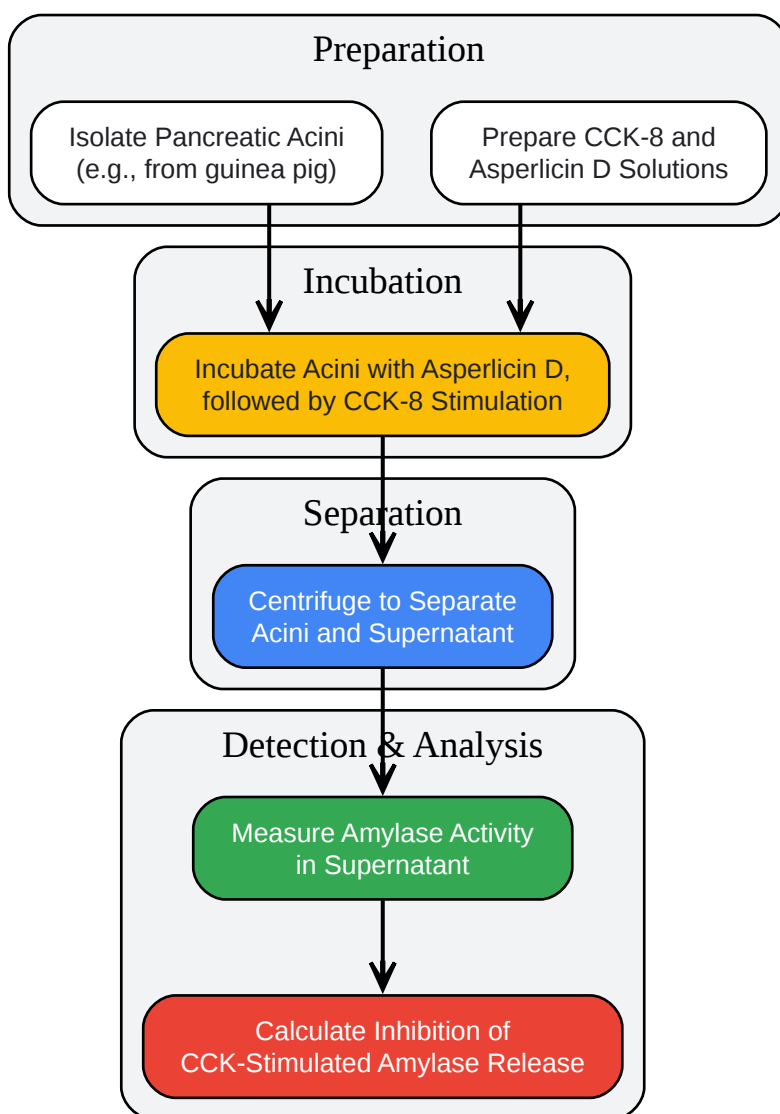 Preparation
Isolate Pancreatic Acini
(e.g., from guinea pig)
Prepare CCK-8 and
Asperlicin D Solutions
Incubation
Incubate Acini with Asperlicin D,
followed by CCK-8 Stimulation
Separation
Centrifuge to Separate
Acini and Supernatant
Detection & Analysis
Measure Amylase Activity
in Supernatant
Calculate Inhibition of
CCK-Stimulated Amylase Release